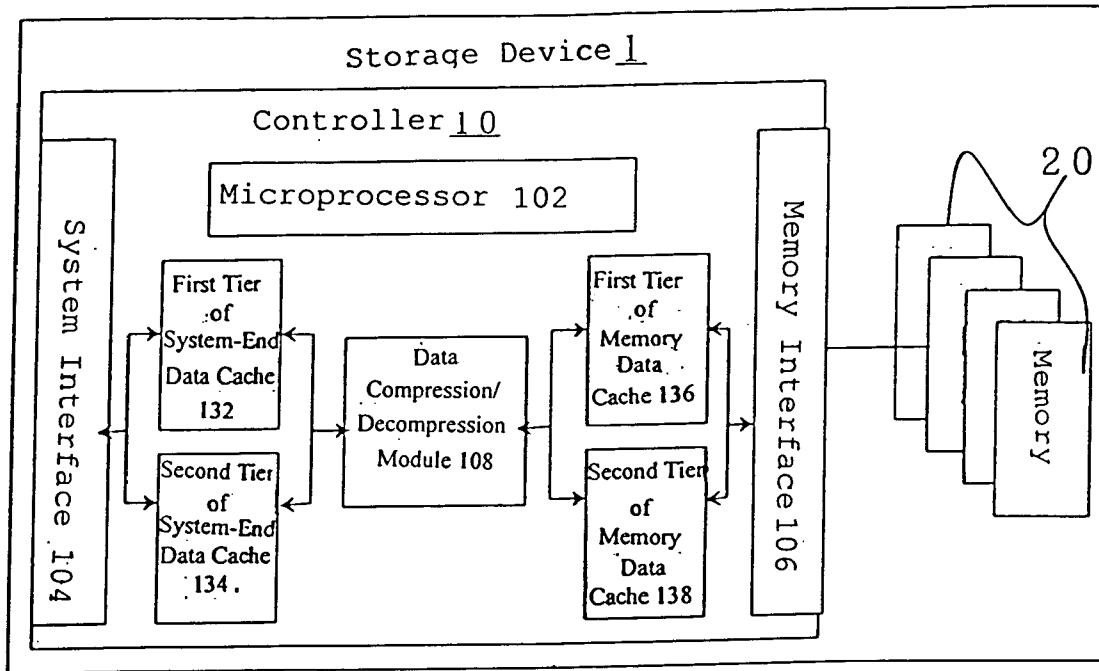 Storage Device 1
Controller 10
Microprocessor 102
System Interface 104
First Tier
of
System-End
Data Cache
132
Second Tier
of
System-End
Data Cache
134
Data
Compression/
Decompression
Module 108
First Tier
of
Memory
Data
Cache 136
Second Tier
of
Memory
Data
Cache 138
Memory Interface 106
20
Memory